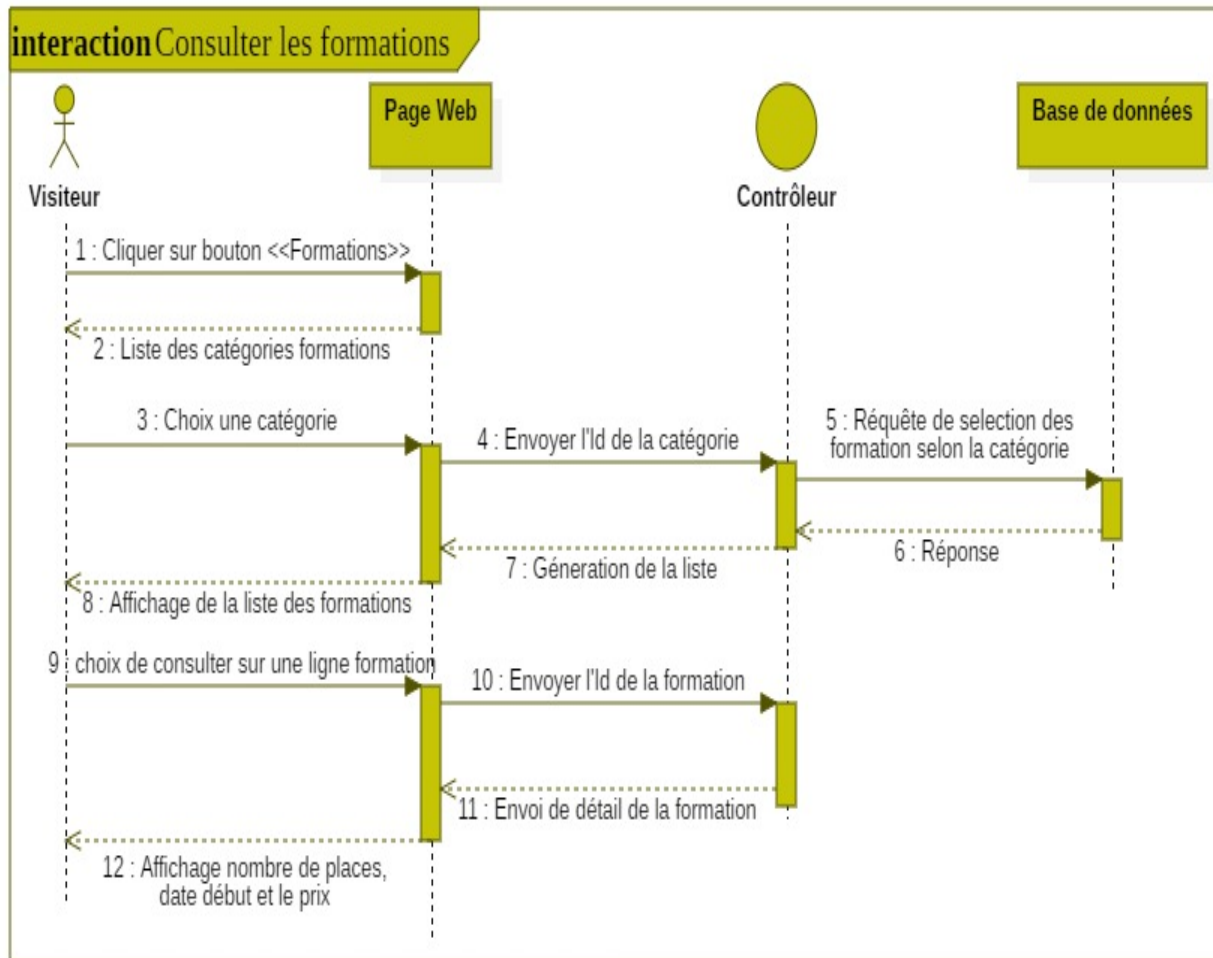 interaction Consulter les formations
Page Web
Base de données
Visiteur
Contrôleur
1 : Cliquer sur bouton <<Formations>>
2 : Liste des catégories formations
3 : Choix une catégorie
4 : Envoyer l'Id de la catégorie
5 : Réquête de selection des
formation selon la catégorie
6 : Réponse
7 : Géneration de la liste
8 : Affichage de la liste des formations
9 : choix de consulter sur une ligne formation
10 : Envoyer l'Id de la formation
11 : Envoi de détail de la formation
12 : Affichage nombre de places,
date début et le prix